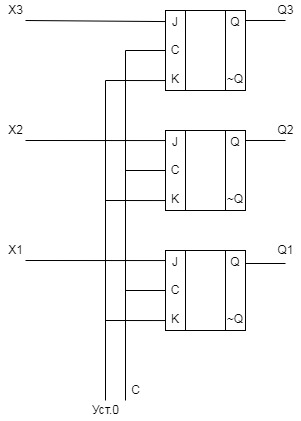 X3 Q3
J Q
C
K ~Q
X2 Q2
J Q
C
K ~Q
X1 Q1
J Q
C
K ~Q
C
Уст.0